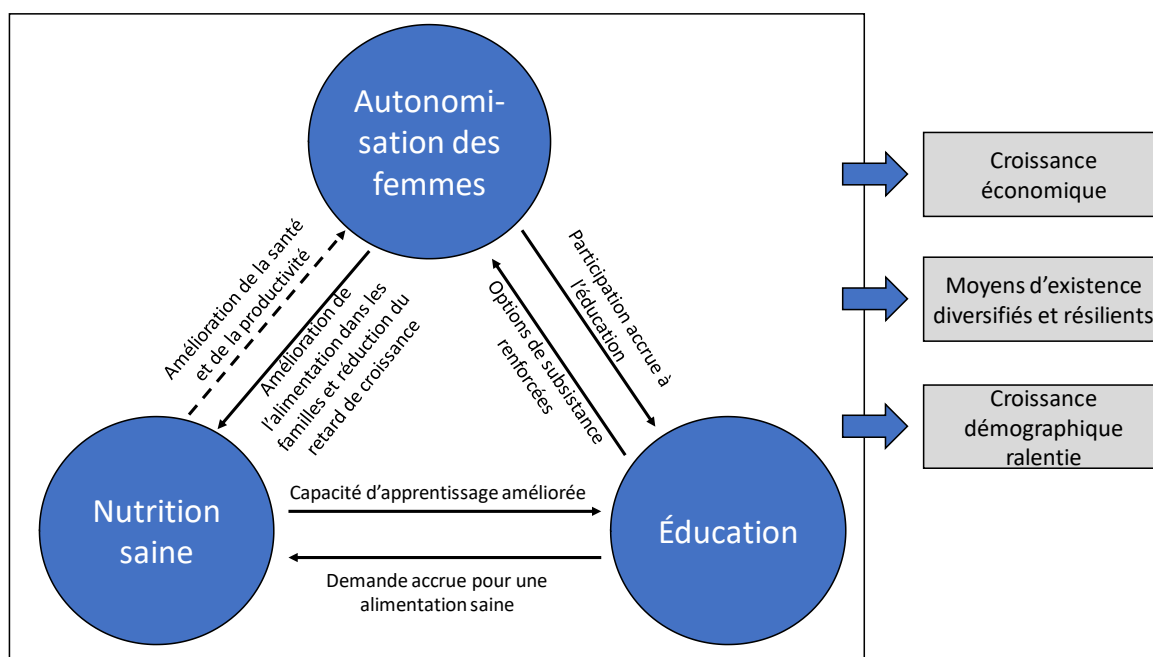 Autonomi-
sation des
femmes
Amélioration de la santé
et de la productivité
Amélioration de
l'alimentation dans les
familles et réduction du
retard de croissance
Participation accrue à
l'éducation
Options de subsistance
renforcées
Nutrition
saine
Capacité d'apprentissage améliorée
Demande accrue pour une
alimentation saine
Éducation
Croissance
économique
Moyens d'existence
diversifiés et résilients
Croissance
démographique
ralentie